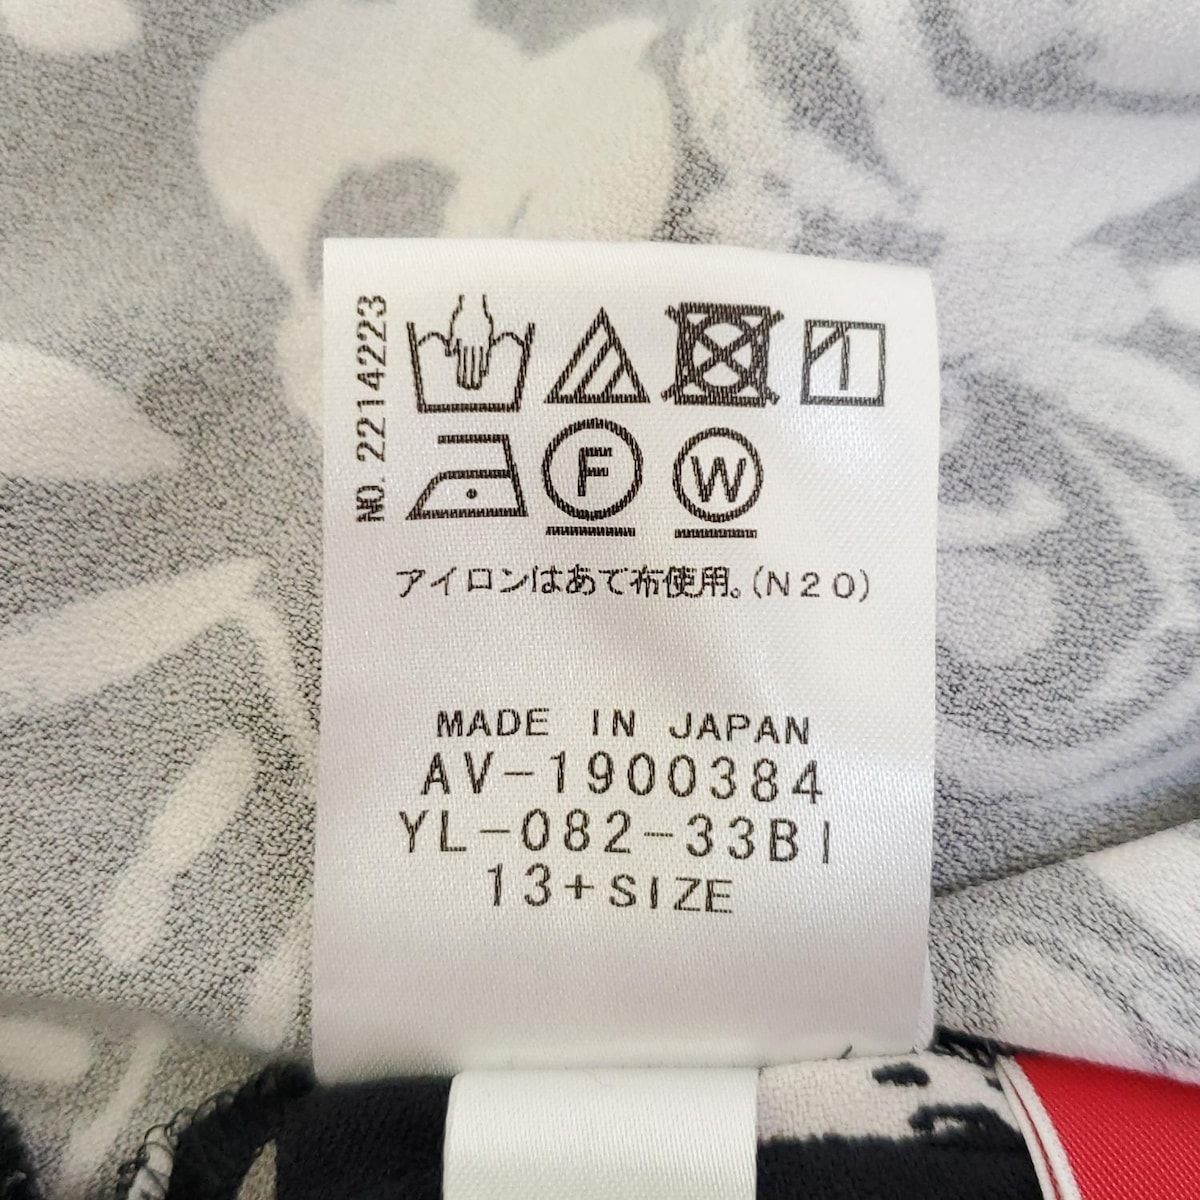 NO. 2214223
F
W
アイロンはあて布使用。(N20)
MADE IN JAPAN
AV-1900384
YL-082-33BI
13+SIZE